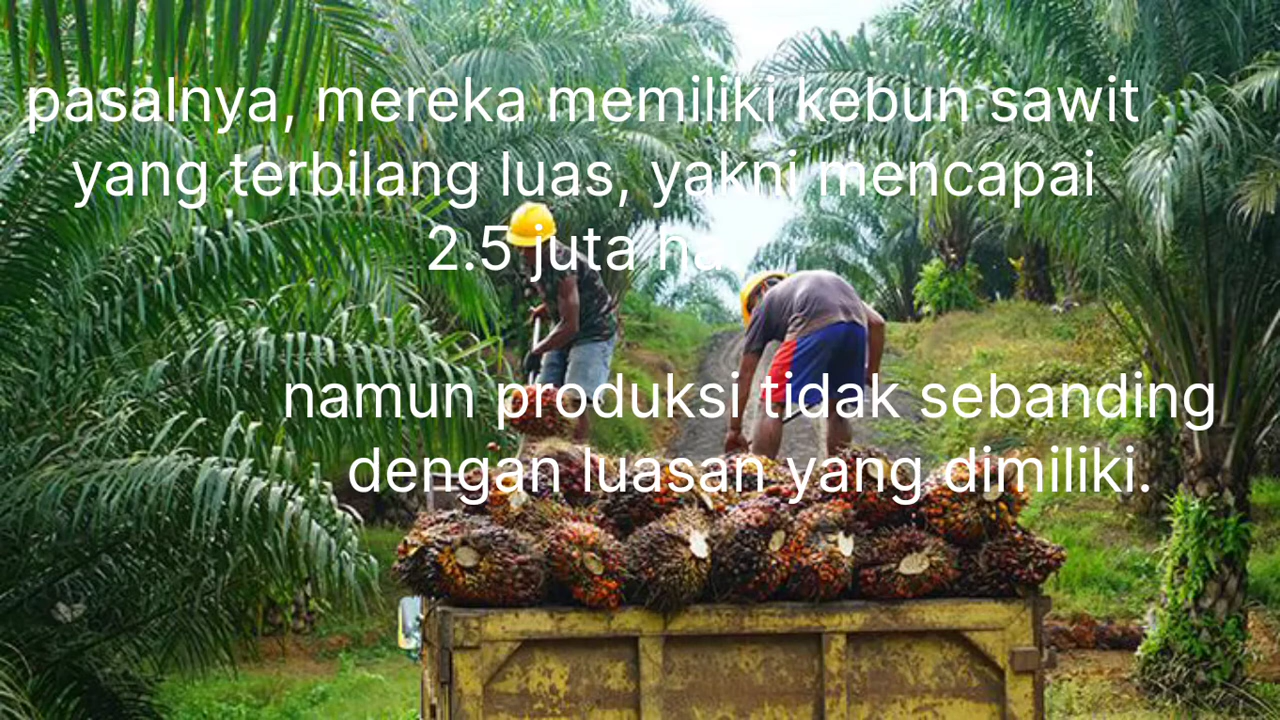 pasalnya, mereka memiliki kebun sawit
yang terbilang luas, yakni mencapai
2.5 juta ha
namun produksi tidak sebanding
dengan luasan yang dimiliki.